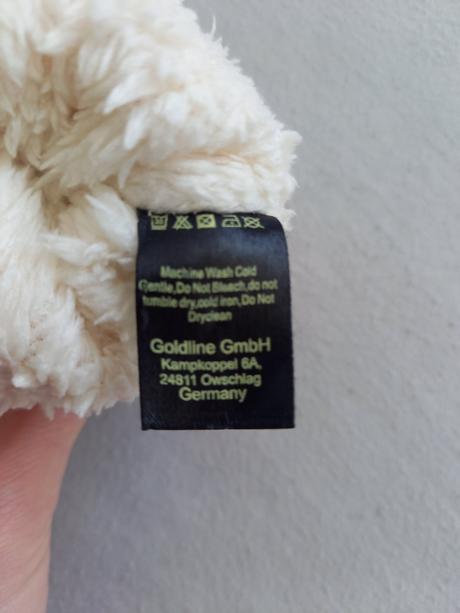 Machine Wash Cold
Gentle,Do Not Bleach,do not
tumble dry,cold iron,Do Not
Dryclean
Goldline GmbH
Kampkoppel 6A,
24811 Owschlag
Germany